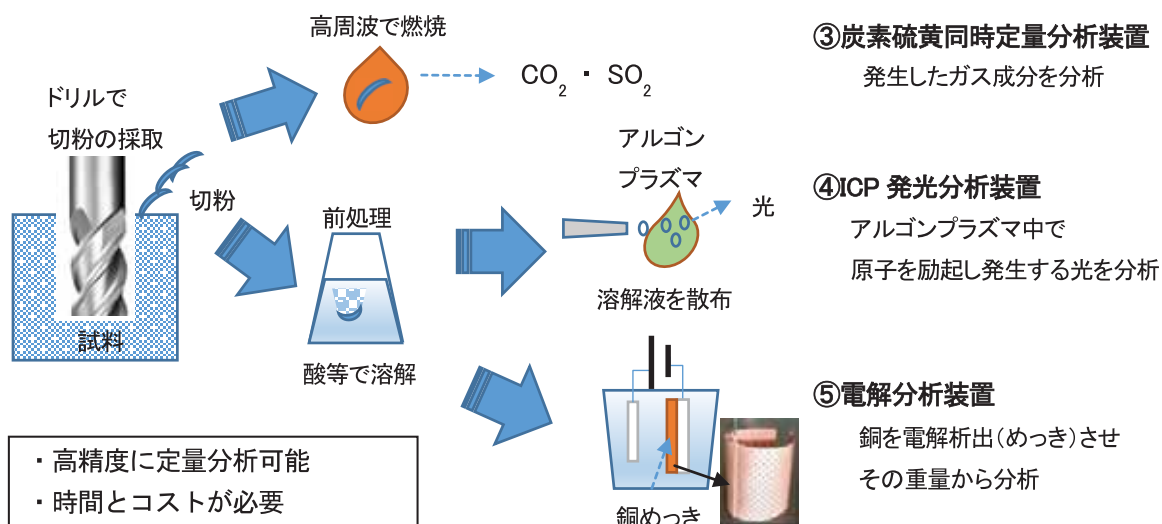 高周波で燃焼
CO2 ・ SO2
③炭素硫黄同時定量分析装置
発生したガス成分を分析
ドリルで
切粉の採取
切粉
試料
前処理
酸等で溶解
アルゴン
プラズマ
光
溶解液を散布
④ICP 発光分析装置
アルゴンプラズマ中で
原子を励起し発生する光を分析
⑤電解分析装置
銅を電解析出(めっき)させ
その重量から分析
銅めっき
・高精度に定量分析可能
・時間とコストが必要